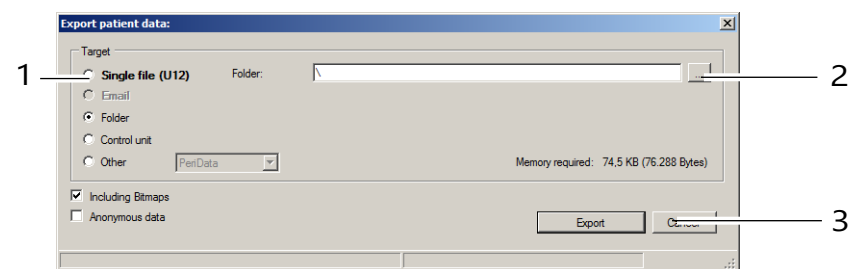 Export patient data:
Target
1
Single file (U12) Folder: \ ... 2
Email
Folder
Control unit
Other PeriData Memory required: 74,5 KB (76.288 Bytes)
Including Bitmaps
Anonymous data
Export Cancel 3